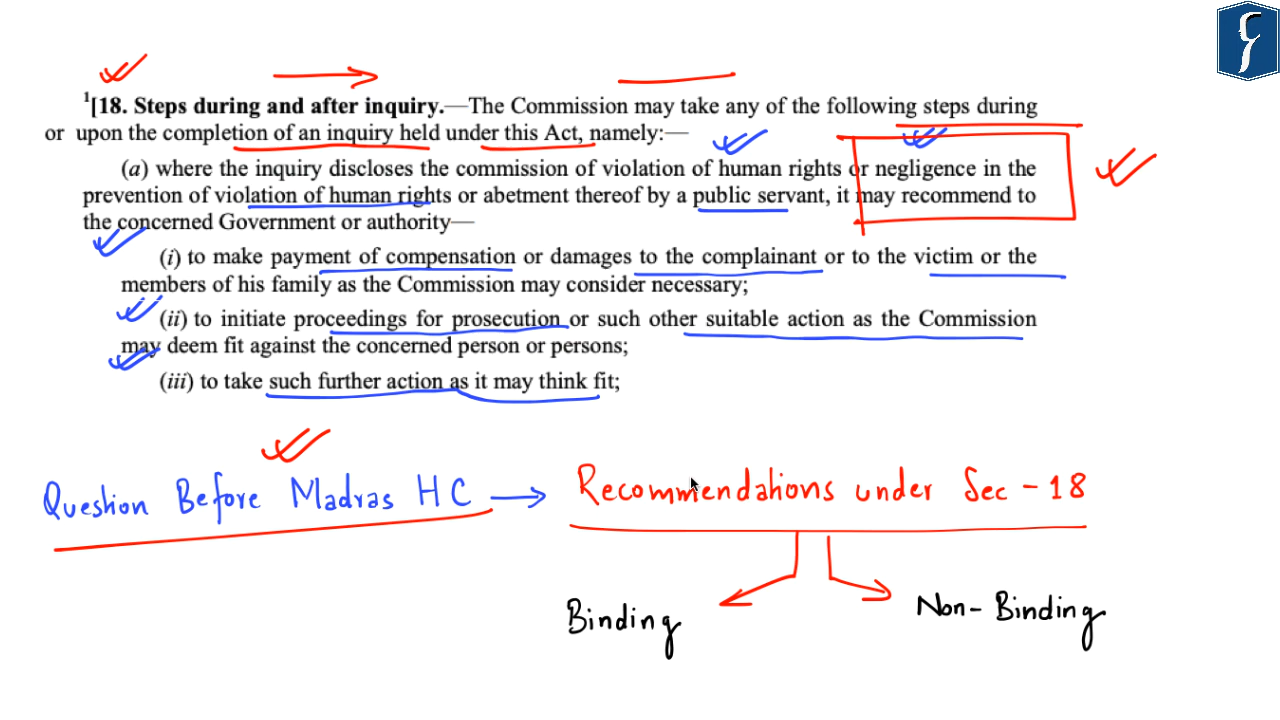 ¹[18. Steps during and after inquiry.—The Commission may take any of the following steps during
or upon the completion of an inquiry held under this Act, namely:—
(a) where the inquiry discloses the commission of violation of human rights or negligence in the
prevention of violation of human rights or abetment thereof by a public servant, it may recommend to
the concerned Government or authority—
(i) to make payment of compensation or damages to the complainant or to the victim or the
members of his family as the Commission may consider necessary;
(ii) to initiate proceedings for prosecution or such other suitable action as the Commission
may deem fit against the concerned person or persons;
(iii) to take such further action as it may think fit;
Question Before Madras HC → Recommendations under Sec - 18
Binding Non-Binding